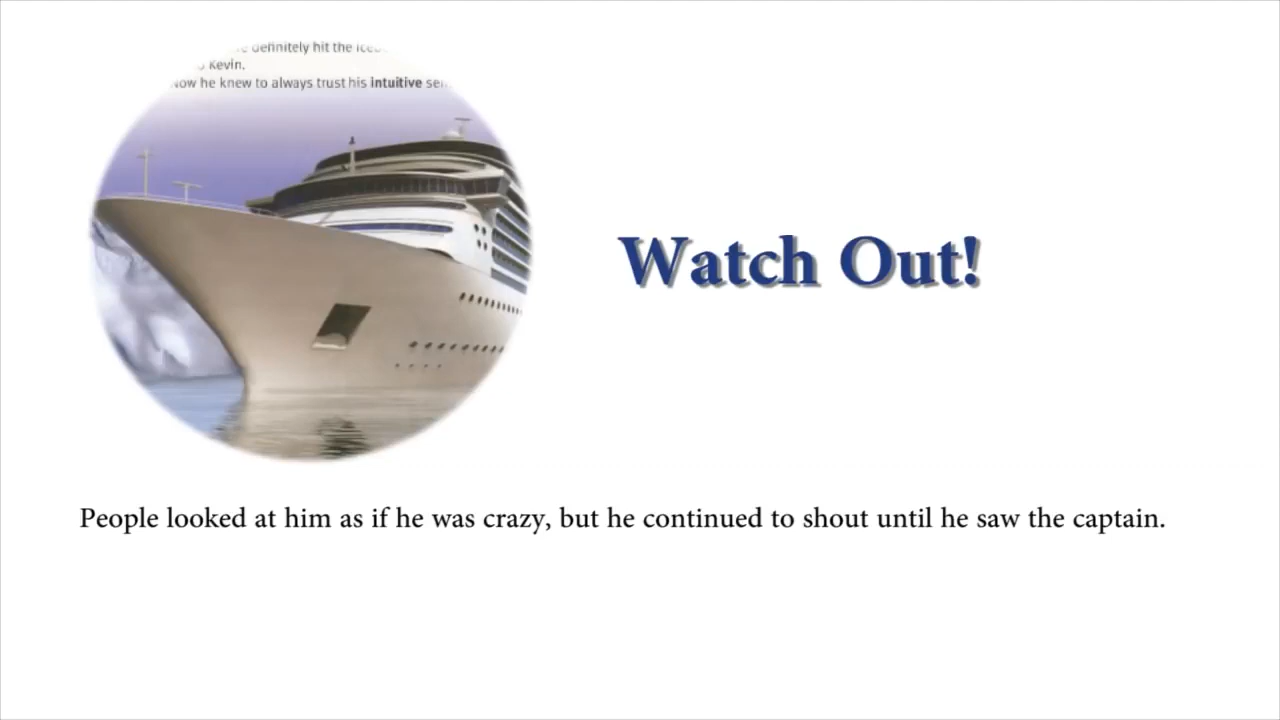 definitely hit the
Kevin.
he knew to always trust his intuitive
Watch Out!
People looked at him as if he was crazy, but he continued to shout until he saw the captain.